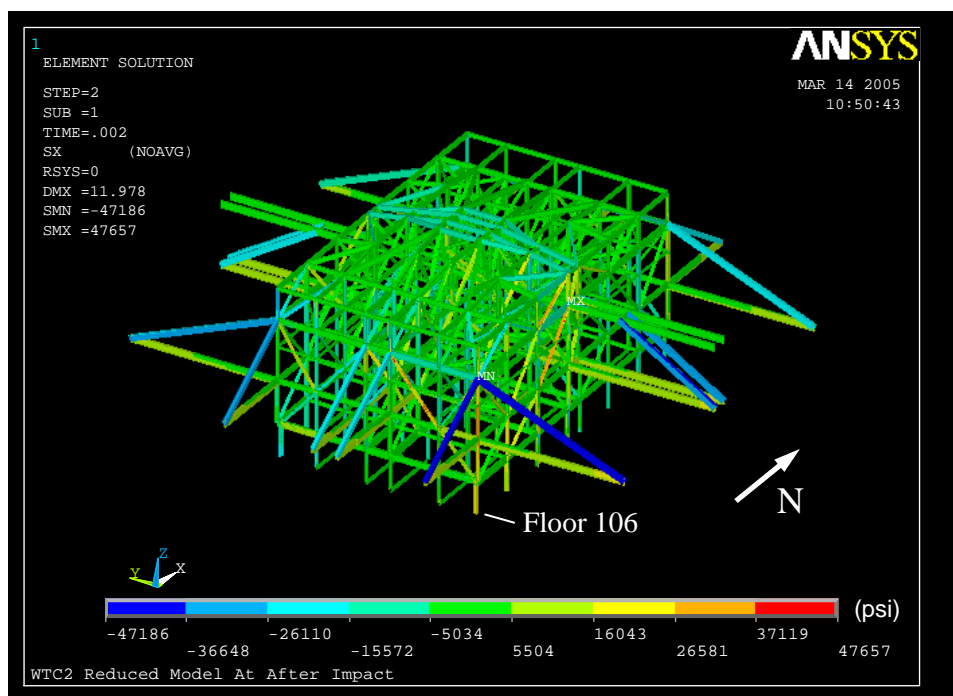 1
ANSYS
ELEMENT SOLUTION
MAR 14 2005
10:50:43
STEP=2
SUB =1
TIME=.002
SX (NOAVG)
RSYS=0
DMX =11.978
SMN =-47186
SMX =47657
MX
MN
N
Floor 106
Z
Y
X
(psi)
-47186 -26110 -5034 16043 37119
-36648 -15572 5504 26581 47657
WTC2 Reduced Model At After Impact